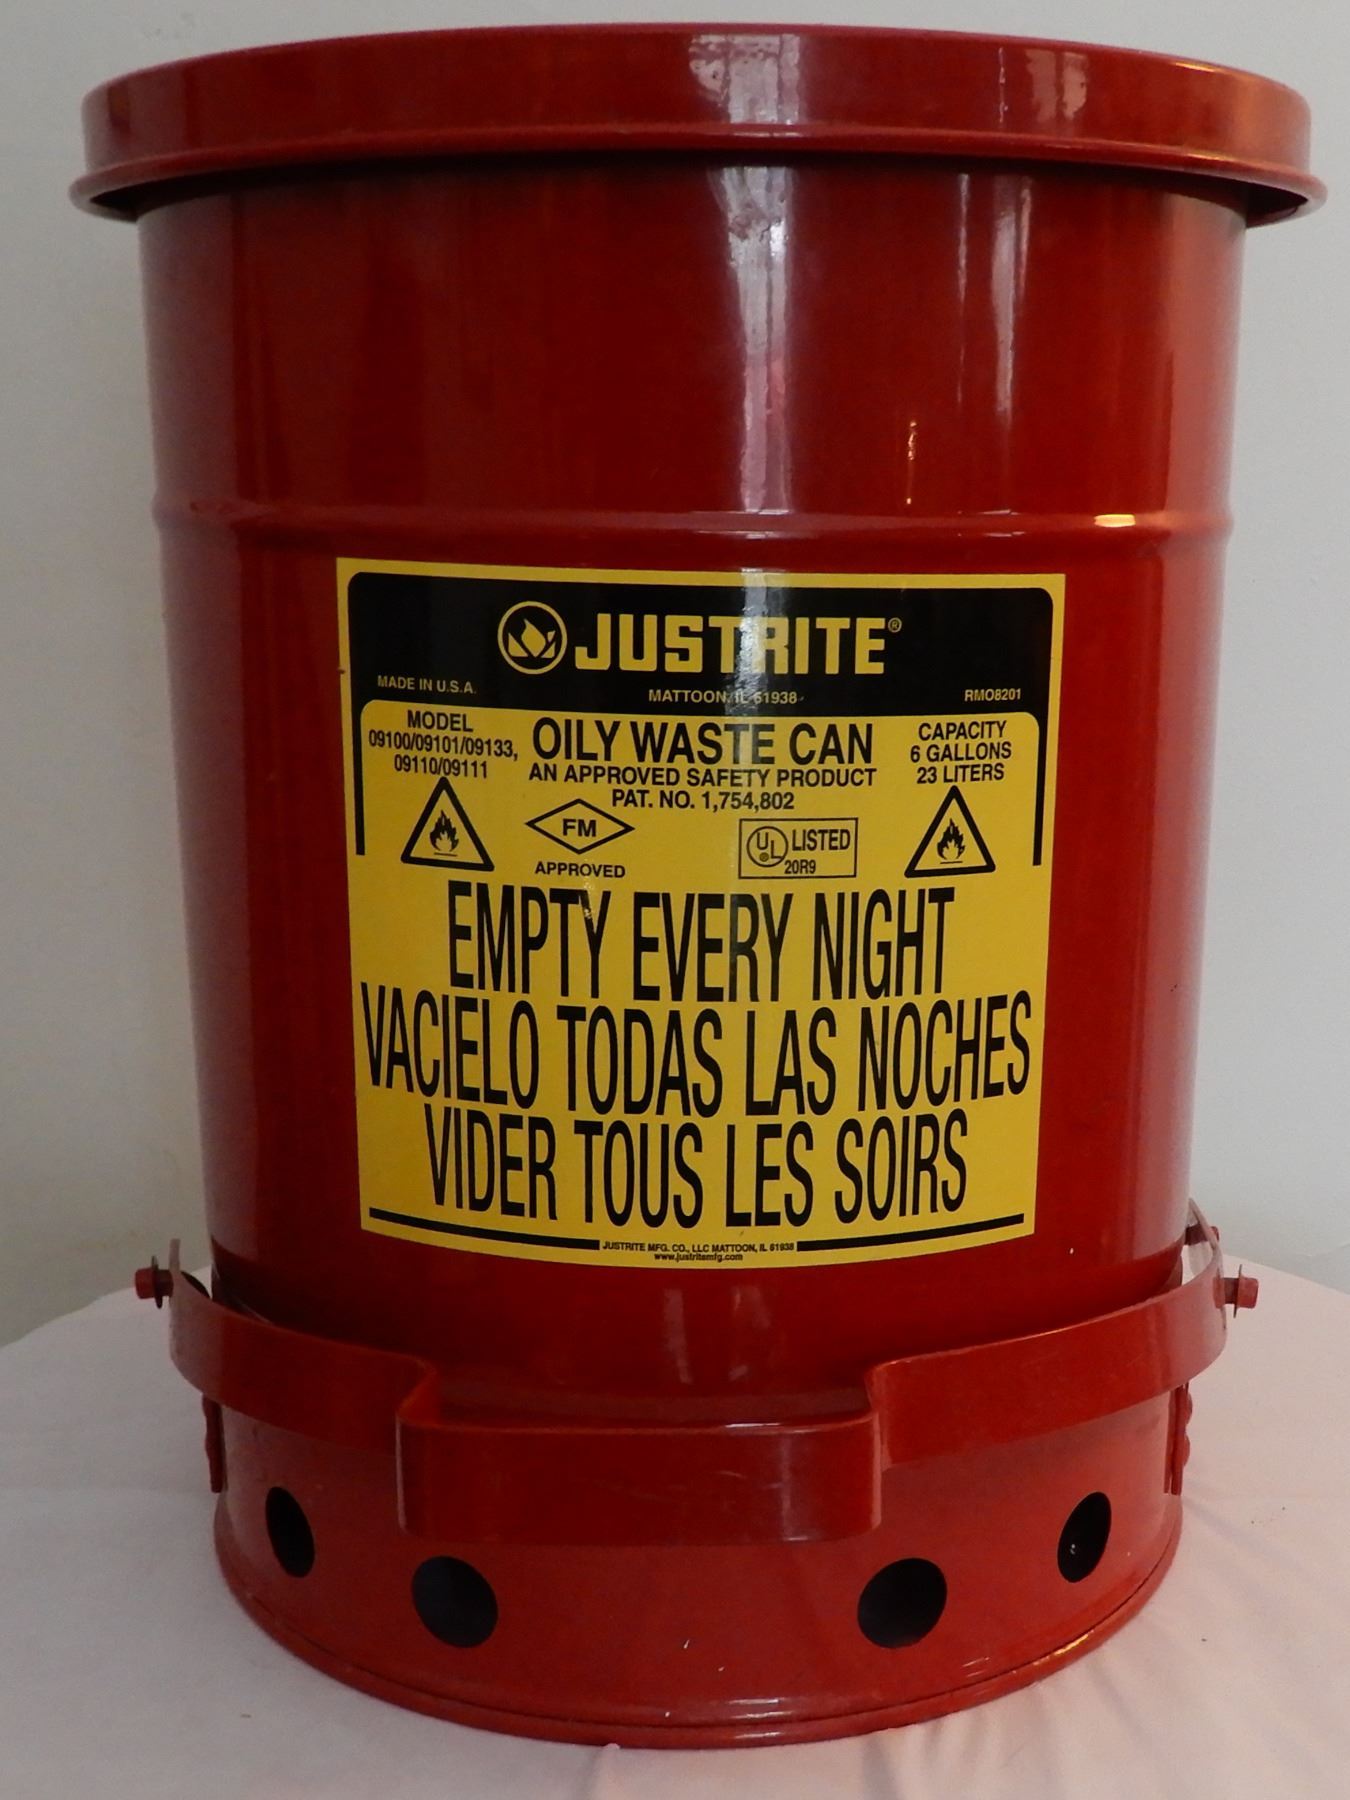 JUSTRITE®
MADE IN U.S.A.
MATTOON, IL 61938
RMO8201
MODEL
09100/09101/09133,
09110/09111
OILY WASTE CAN
AN APPROVED SAFETY PRODUCT
PAT. NO. 1,754,802
CAPACITY
6 GALLONS
23 LITERS
FM
APPROVED
UL® LISTED
20R9
EMPTY EVERY NIGHT
VACIELO TODAS LAS NOCHES
VIDER TOUS LES SOIRS
JUSTRITE MFG. CO., LLC MATTOON, IL 61938
www.justritemfg.com